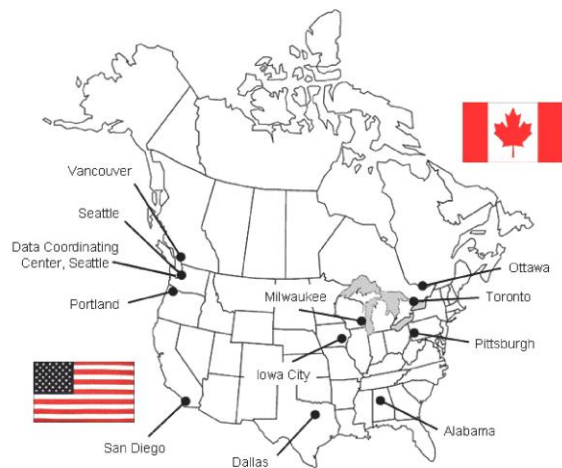 Vancouver
Seattle
Data Coordinating
Center, Seattle
Portland
Milwaukee
Ottawa
Toronto
Pittsburgh
Iowa City
Alabama
San Diego
Dallas